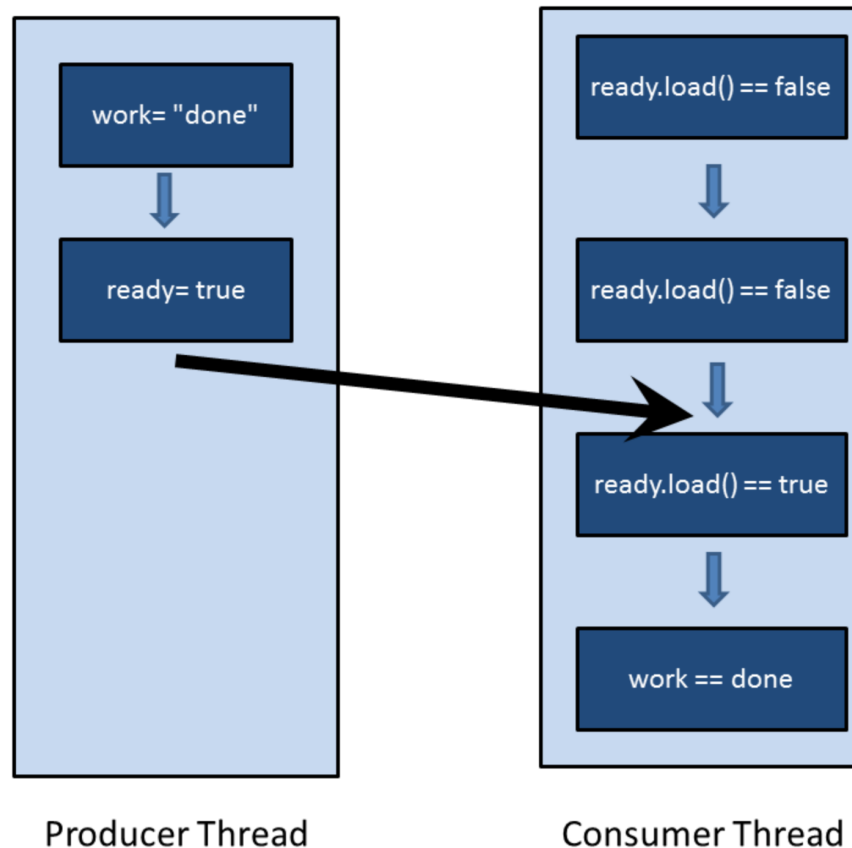 work= "done"
ready= true
Producer Thread
ready.load() == false
ready.load() == false
ready.load() == true
work == done
Consumer Thread